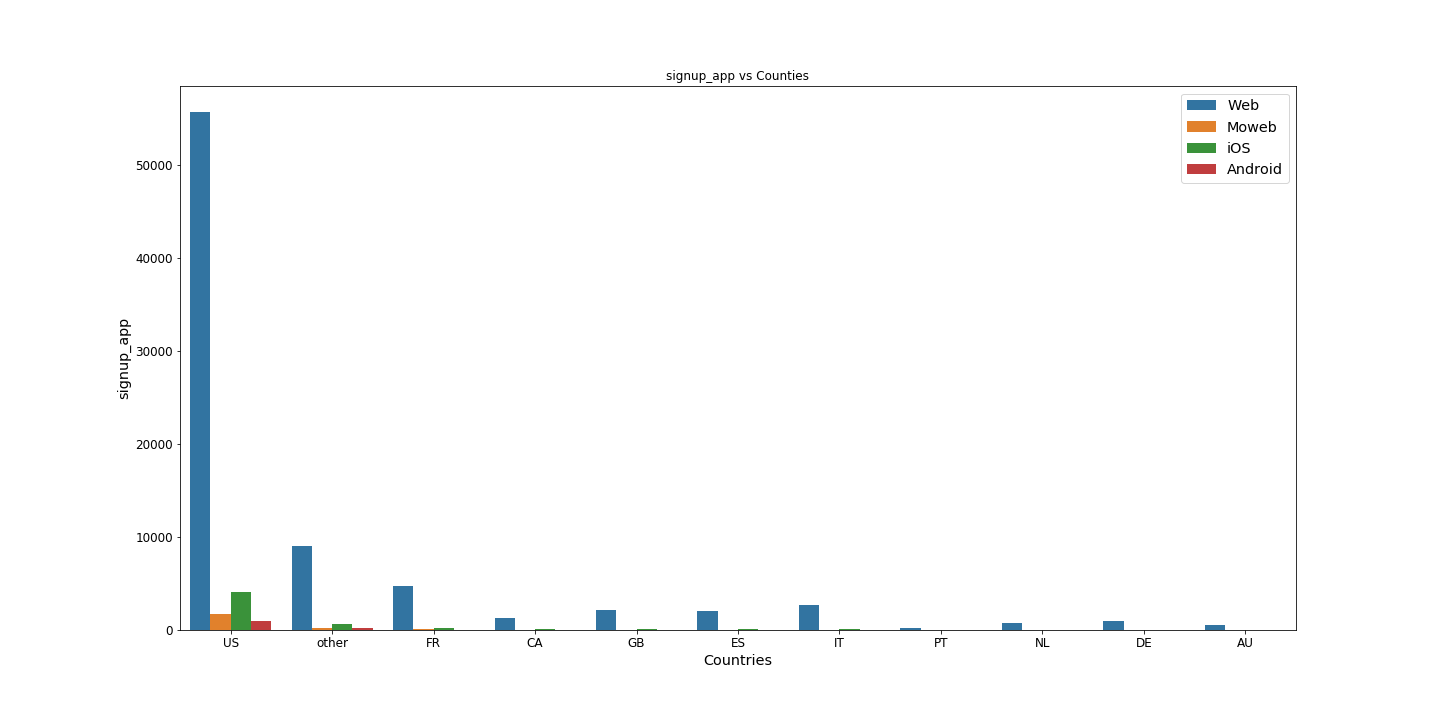 signup_app vs Counties
Web
Moweb
iOS
Android
50000
40000
30000
20000
10000
0
signup_app
US other FR CA GB ES IT PT NL DE AU
Countries